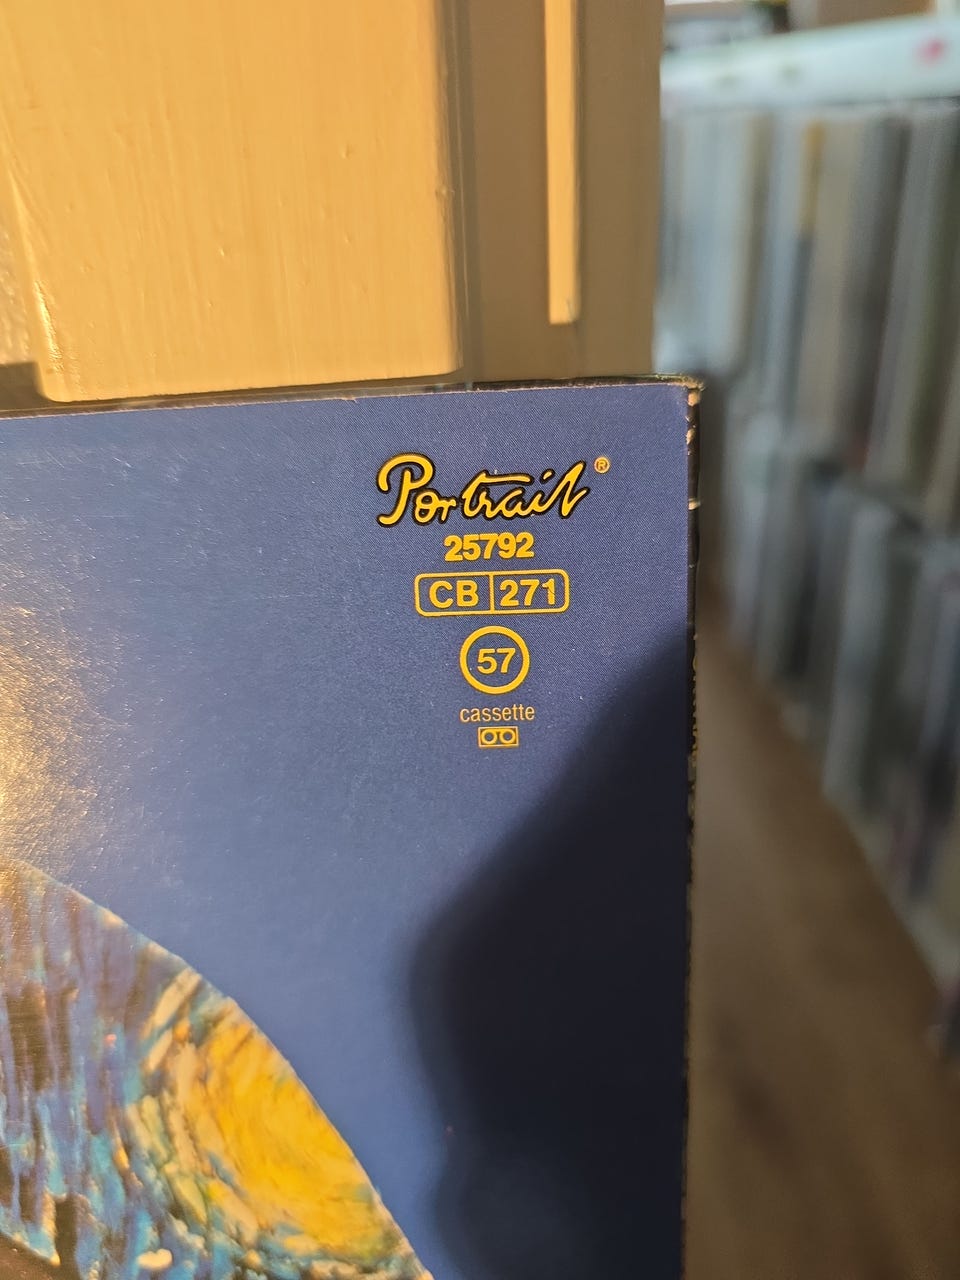 Portrait ®
25792
CB 271
57
cassette